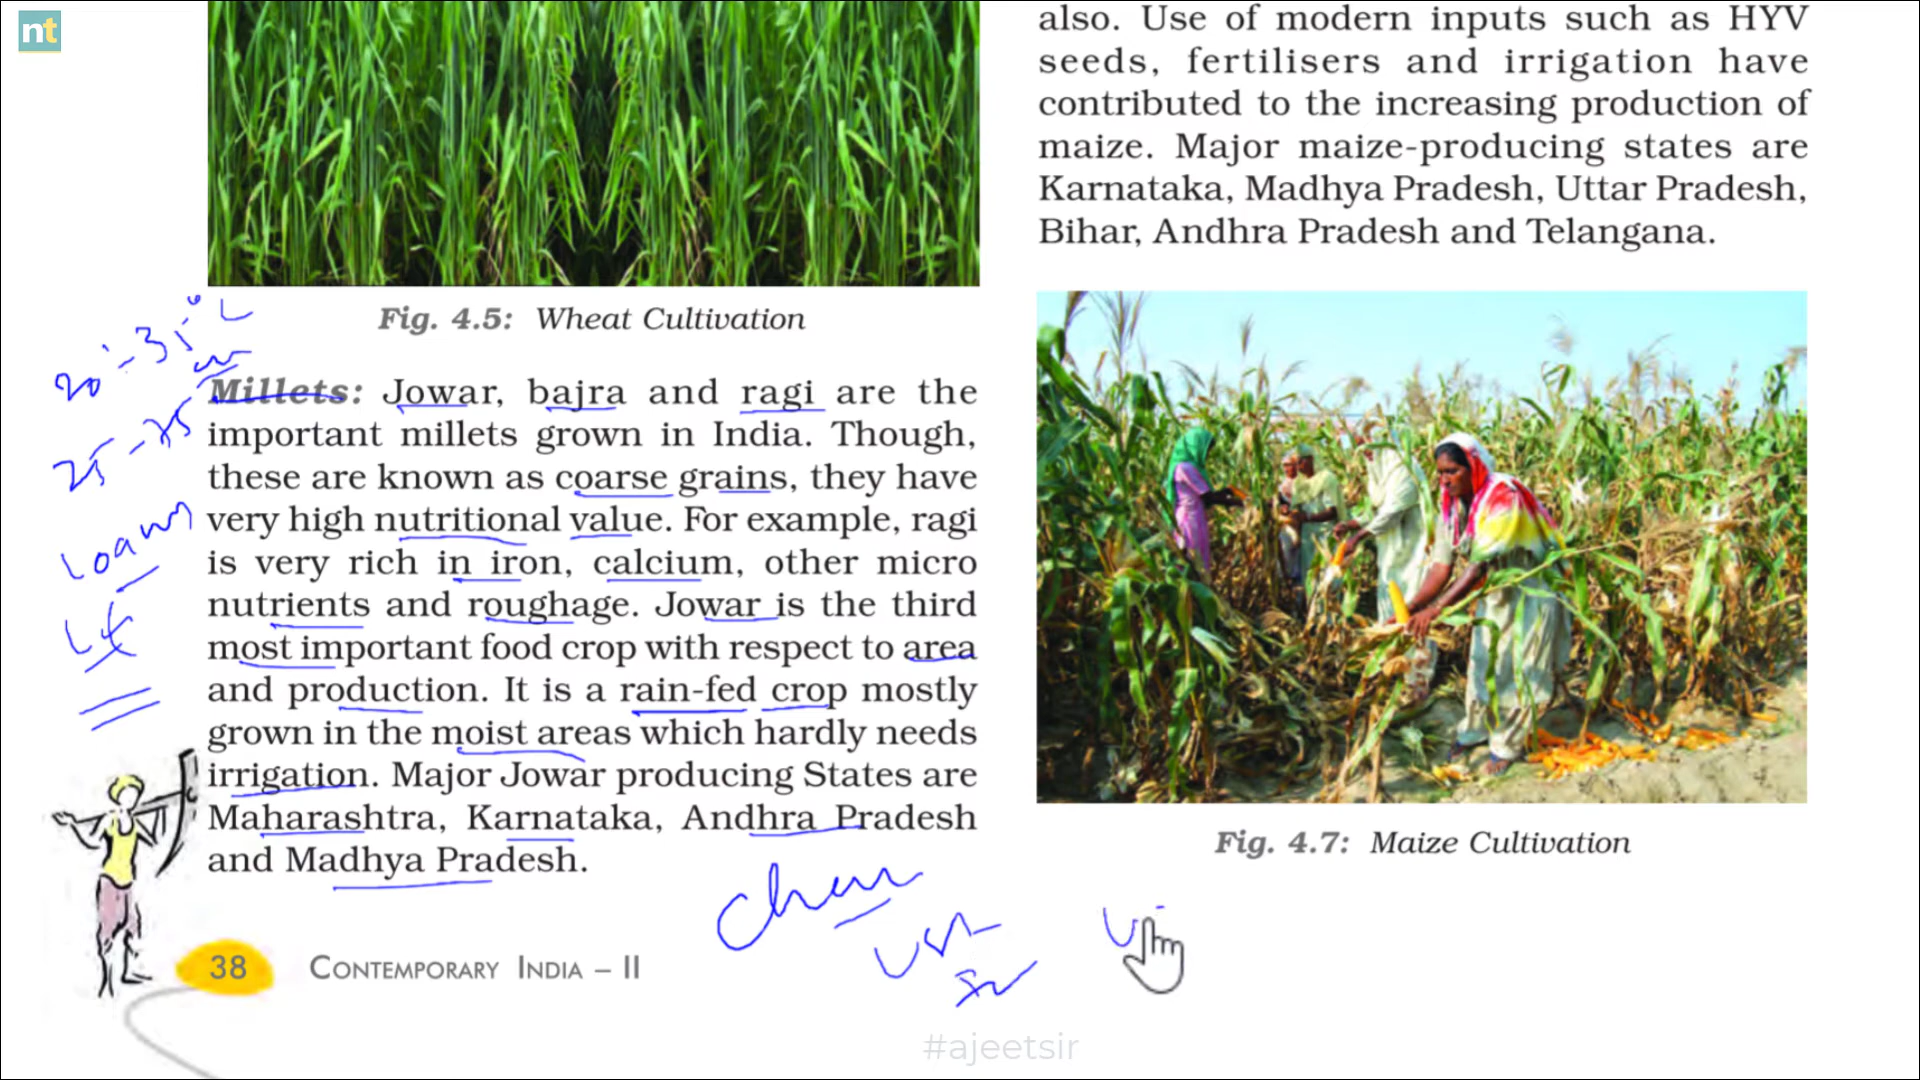 nt
also. Use of modern inputs such as HYV
seeds, fertilisers and irrigation have
contributed to the increasing production of
maize. Major maize-producing states are
Karnataka, Madhya Pradesh, Uttar Pradesh,
Bihar, Andhra Pradesh and Telangana.
Fig. 4.5: Wheat Cultivation
20°-35°C
25-75 cm
Loamy
Millets: Jowar, bajra and ragi are the
important millets grown in India. Though,
these are known as coarse grains, they have
very high nutritional value. For example, ragi
is very rich in iron, calcium, other micro
nutrients and roughage. Jowar is the third
most important food crop with respect to area
and production. It is a rain-fed crop mostly
grown in the moist areas which hardly needs
irrigation. Major Jowar producing States are
Maharashtra, Karnataka, Andhra Pradesh
and Madhya Pradesh.
Fig. 4.7: Maize Cultivation
38 CONTEMPORARY INDIA – II
#ajeetsir